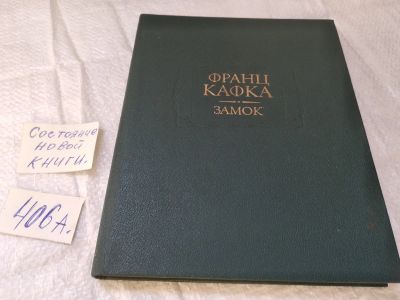 ФРАНЦ
КАФКА
ЗАМОК
Состояние
новой
книги.
406А.